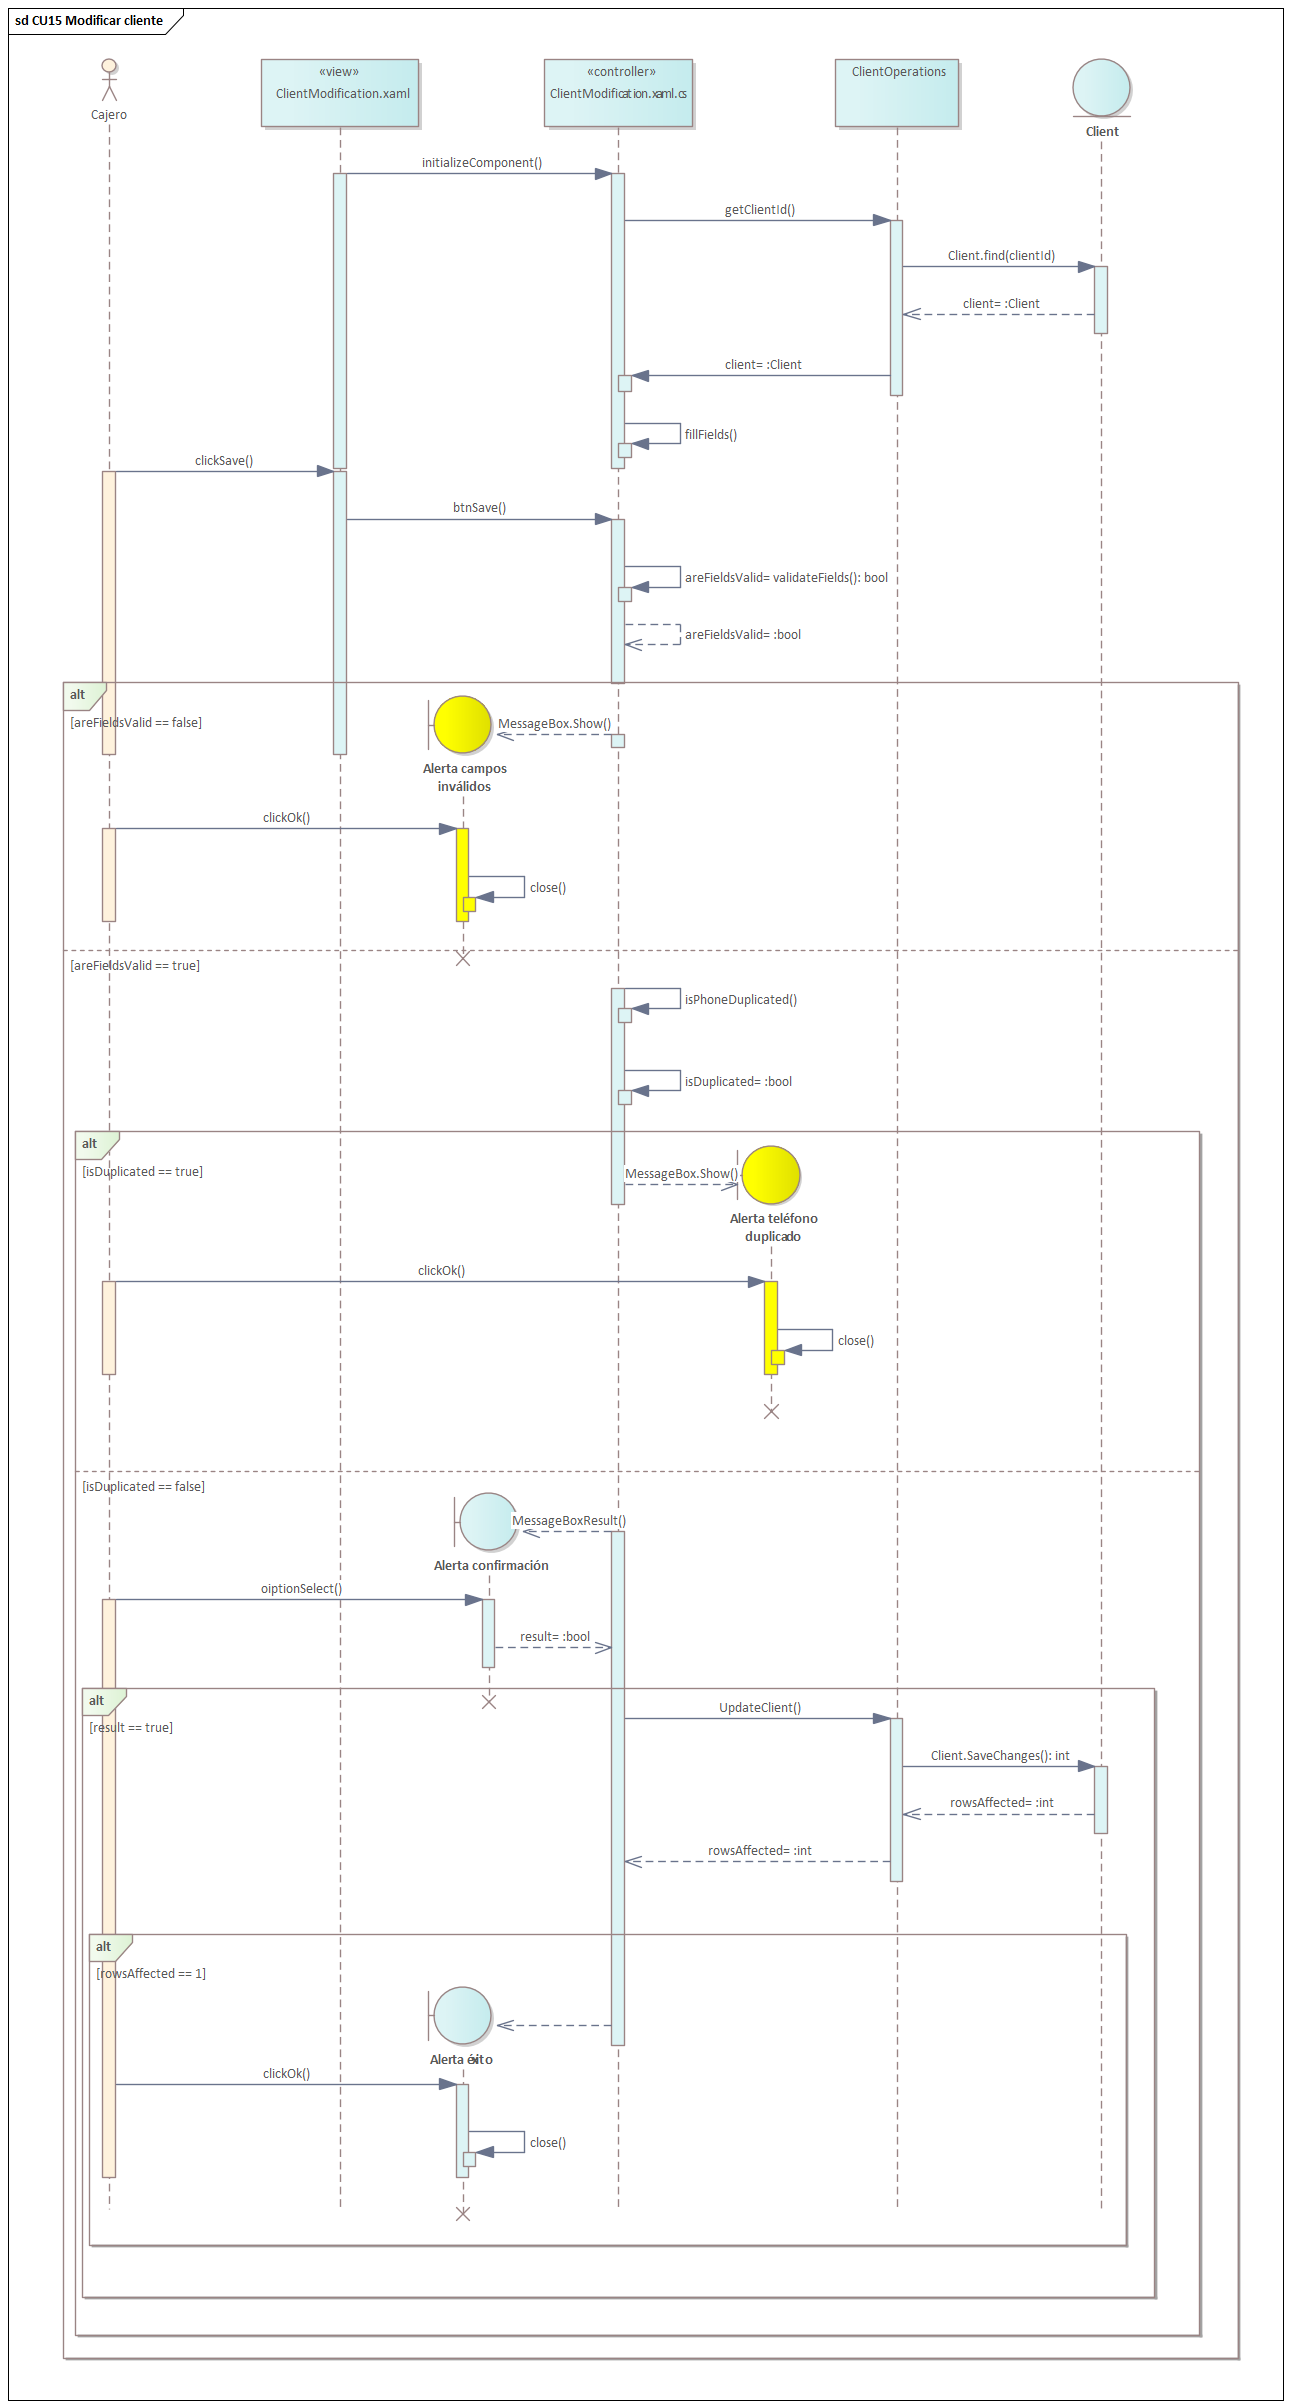 sd CU15 Modificar cliente
Cajero
«view»
ClientModification.xaml
«controller»
ClientModification.xaml.cs
ClientOperations
Client
initializeComponent()
getClientId()
Client.find(clientId)
client= :Client
client= :Client
fillFields()
clickSave()
btnSave()
areFieldsValid= validateFields(): bool
areFieldsValid= :bool
alt
[areFieldsValid == false]
MessageBox.Show()
Alerta campos
inválidos
clickOk()
close()
[areFieldsValid == true]
isPhoneDuplicated()
isDuplicated= :bool
alt
[isDuplicated == true]
MessageBox.Show()
Alerta teléfono
duplicado
clickOk()
close()
[isDuplicated == false]
MessageBoxResult()
Alerta confirmación
oiptionSelect()
result= :bool
alt
[result == true]
UpdateClient()
Client.SaveChanges(): int
rowsAffected= :int
rowsAffected= :int
alt
[rowsAffected == 1]
Alerta éxito
clickOk()
close()